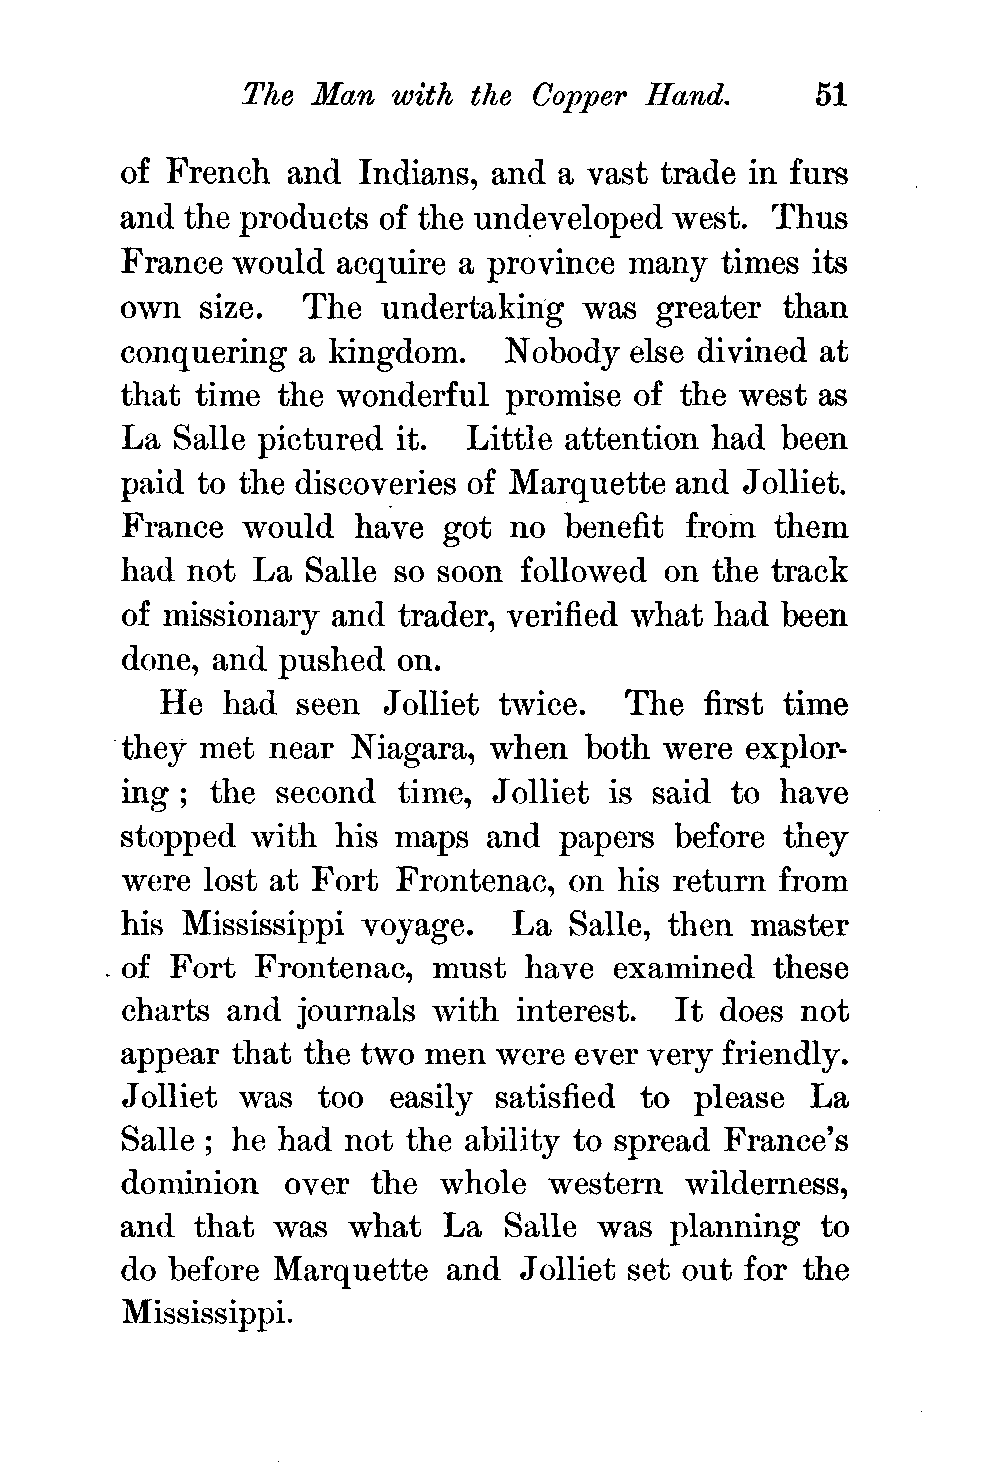 The Man with the Copper Hand. 51
of French and Indians, and a vast trade in furs
and the products of the undeveloped west. Thus
France would acquire a province many times its
own size. The undertaking was greater than
conquering a kingdom. Nobody else divined at
that time the wonderful promise of the west as
La Salle pictured it. Little attention had been
paid to the discoveries of Marquette and Jolliet.
France would have got no benefit from them
had not La Salle so soon followed on the track
of missionary and trader, verified what had been
done, and pushed on.
He had seen Jolliet twice. The first time
they met near Niagara, when both were explor-
ing ; the second time, Jolliet is said to have
stopped with his maps and papers before they
were lost at Fort Frontenac, on his return from
his Mississippi voyage. La Salle, then master
of Fort Frontenac, must have examined these
charts and journals with interest. It does not
appear that the two men were ever very friendly.
Jolliet was too easily satisfied to please La
Salle ; he had not the ability to spread France's
dominion over the whole western wilderness,
and that was what La Salle was planning to
do before Marquette and Jolliet set out for the
Mississippi.